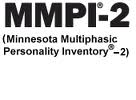 MMPI®-2
(Minnesota Multiphasic
Personality Inventory®-2)